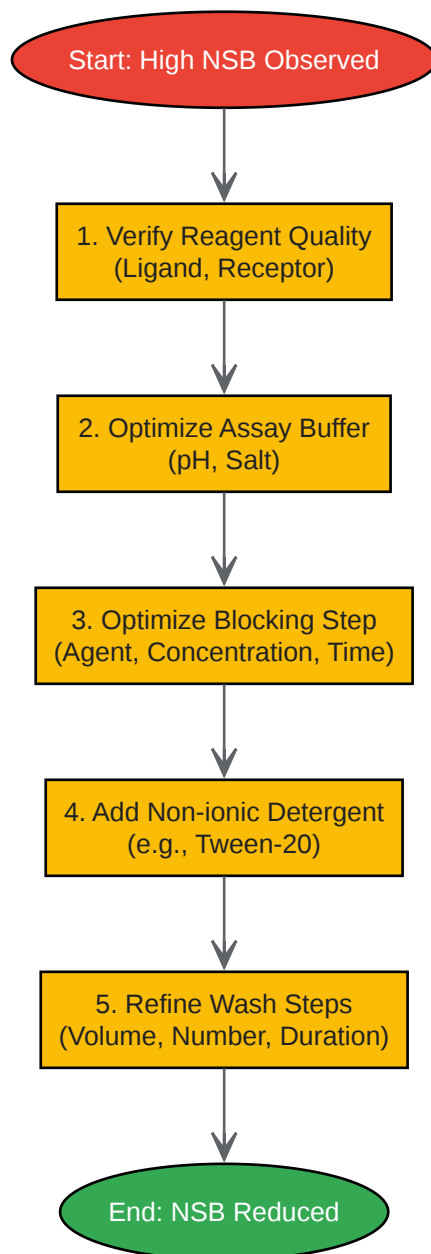 Start: High NSB Observed
1. Verify Reagent Quality
(Ligand, Receptor)
2. Optimize Assay Buffer
(pH, Salt)
3. Optimize Blocking Step
(Agent, Concentration, Time)
4. Add Non-ionic Detergent
(e.g., Tween-20)
5. Refine Wash Steps
(Volume, Number, Duration)
End: NSB Reduced